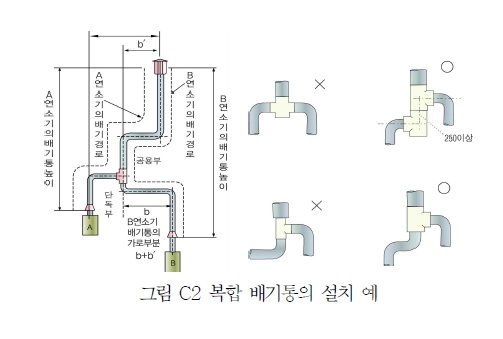 b′
A연소기의배기통높이
A연소기의배기경로
B연소기의배기경로
B연소기의배기통높이
공용부
단독부
b
B연소기
배기통의
가로부분
b+b′
A
B
×
○
250이상
×
○
그림 C2 복합 배기통의 설치 예